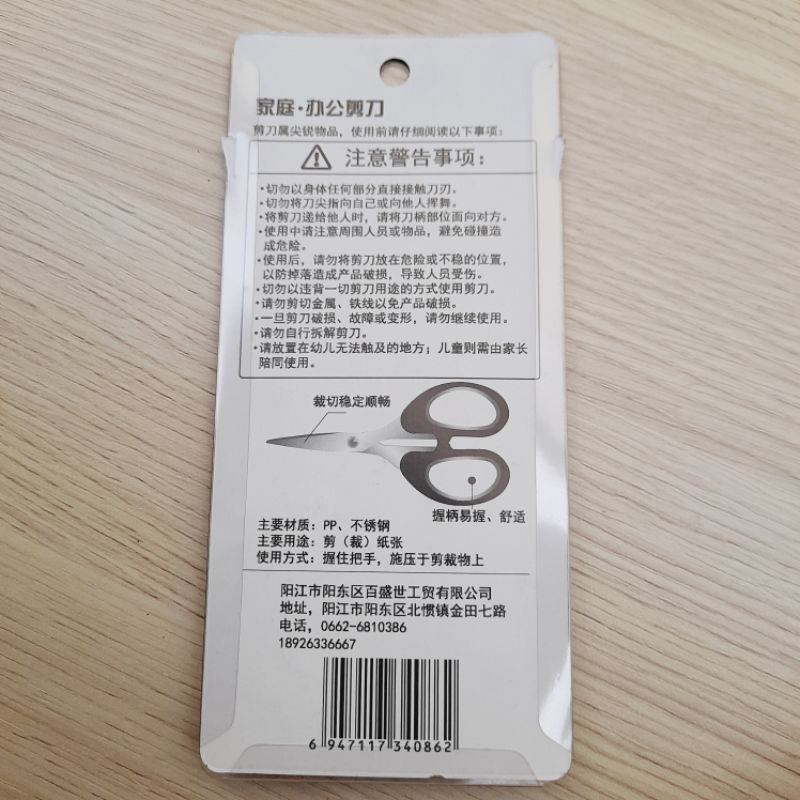 家庭·办公剪刀
剪刀属尖锐物品，使用前请仔细阅读以下事项：
注意警告事项：
·切勿以身体任何部分直接接触刀刃。
·切勿将刀尖指向自己或向他人挥舞。
·将剪刀递给他人时，请将刀柄部位面向对方。
·使用中请注意周围人员或物品，避免碰撞造
成危险。
·使用后，请勿将剪刀放在危险或不稳的位置，
以防掉落造成产品破损，导致人员受伤。
·切勿以违背一切剪刀用途的方式使用剪刀。
·请勿剪切金属、铁线以免产品破损。
·一旦剪刀破损、故障或变形，请勿继续使用。
·请勿自行拆解剪刀。
·请放置在幼儿无法触及的地方；儿童则需由家长
陪同使用。
裁切稳定顺畅
握柄易握、舒适
主要材质：PP、不锈钢
主要用途：剪（裁）纸张
使用方式：握住把手，施压于剪裁物上
阳江市阳东区百盛世工贸有限公司
地址，阳江市阳东区北惯镇金田七路
电话，0662-6810386
18926336667
6 947117 340862